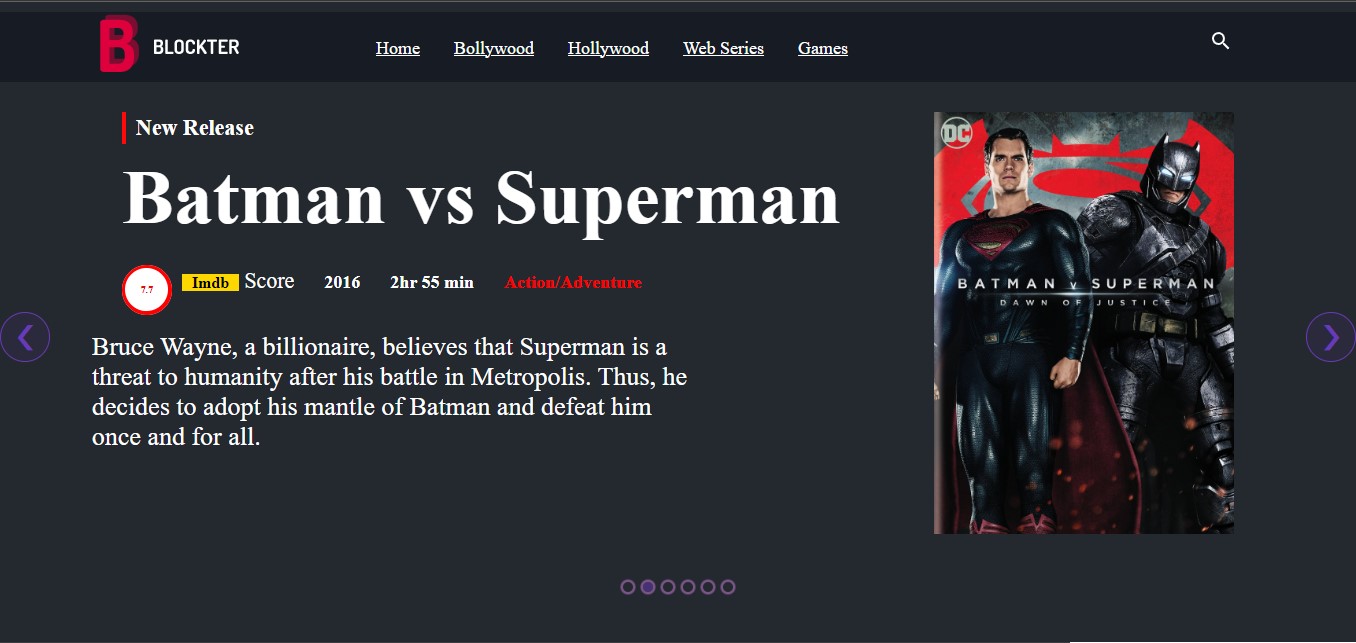 B BLOCKTER
Home Bollywood Hollywood Web Series Games
New Release
Batman vs Superman
7.7 Imdb Score 2016 2hr 55 min Action/Adventure
Bruce Wayne, a billionaire, believes that Superman is a
threat to humanity after his battle in Metropolis. Thus, he
decides to adopt his mantle of Batman and defeat him
once and for all.
DC
BATMAN v SUPERMAN
DAWN OF JUSTICE